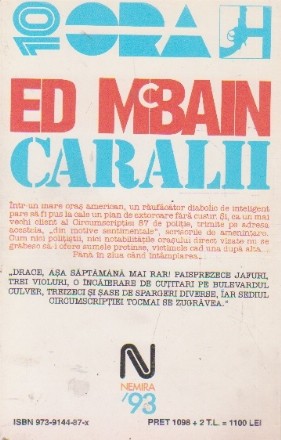 10 ORA H
ED McBAIN
CARALII
Într-un mare oraș american, un răufăcător diabolic de inteligent
pare să fi pus la cale un plan de extorcare fără cusur. Și, ca un mai
vechi client al Circumscripției 87 de poliție, trimite pe adresa
acesteia, „din motive sentimentale", scrisorile de amenințare.
Cum nici polițiștii, nici notabilitățile orașului direct vizate nu se
grăbesc să-i ofere sumele pretinse, victimele cad una după alta...
Până în ziua când întâmplarea...
„DRACE, AȘA SĂPTĂMÂNĂ MAI RAR! PAISPREZECE JAFURI,
TREI VIOLURI, O ÎNCĂIERARE DE CUȚITARI PE BULEVARDUL
CULVER, TREIZECI ȘI ȘASE DE SPARGERI DIVERSE, IAR SEDIUL
CIRCUMSCRIPȚIEI TOCMAI SE ZUGRĂVEA."
N
NEMIRA
'93
ISBN 973-9144-87-x PRET 1098 + 2 T.L. = 1100 LEI